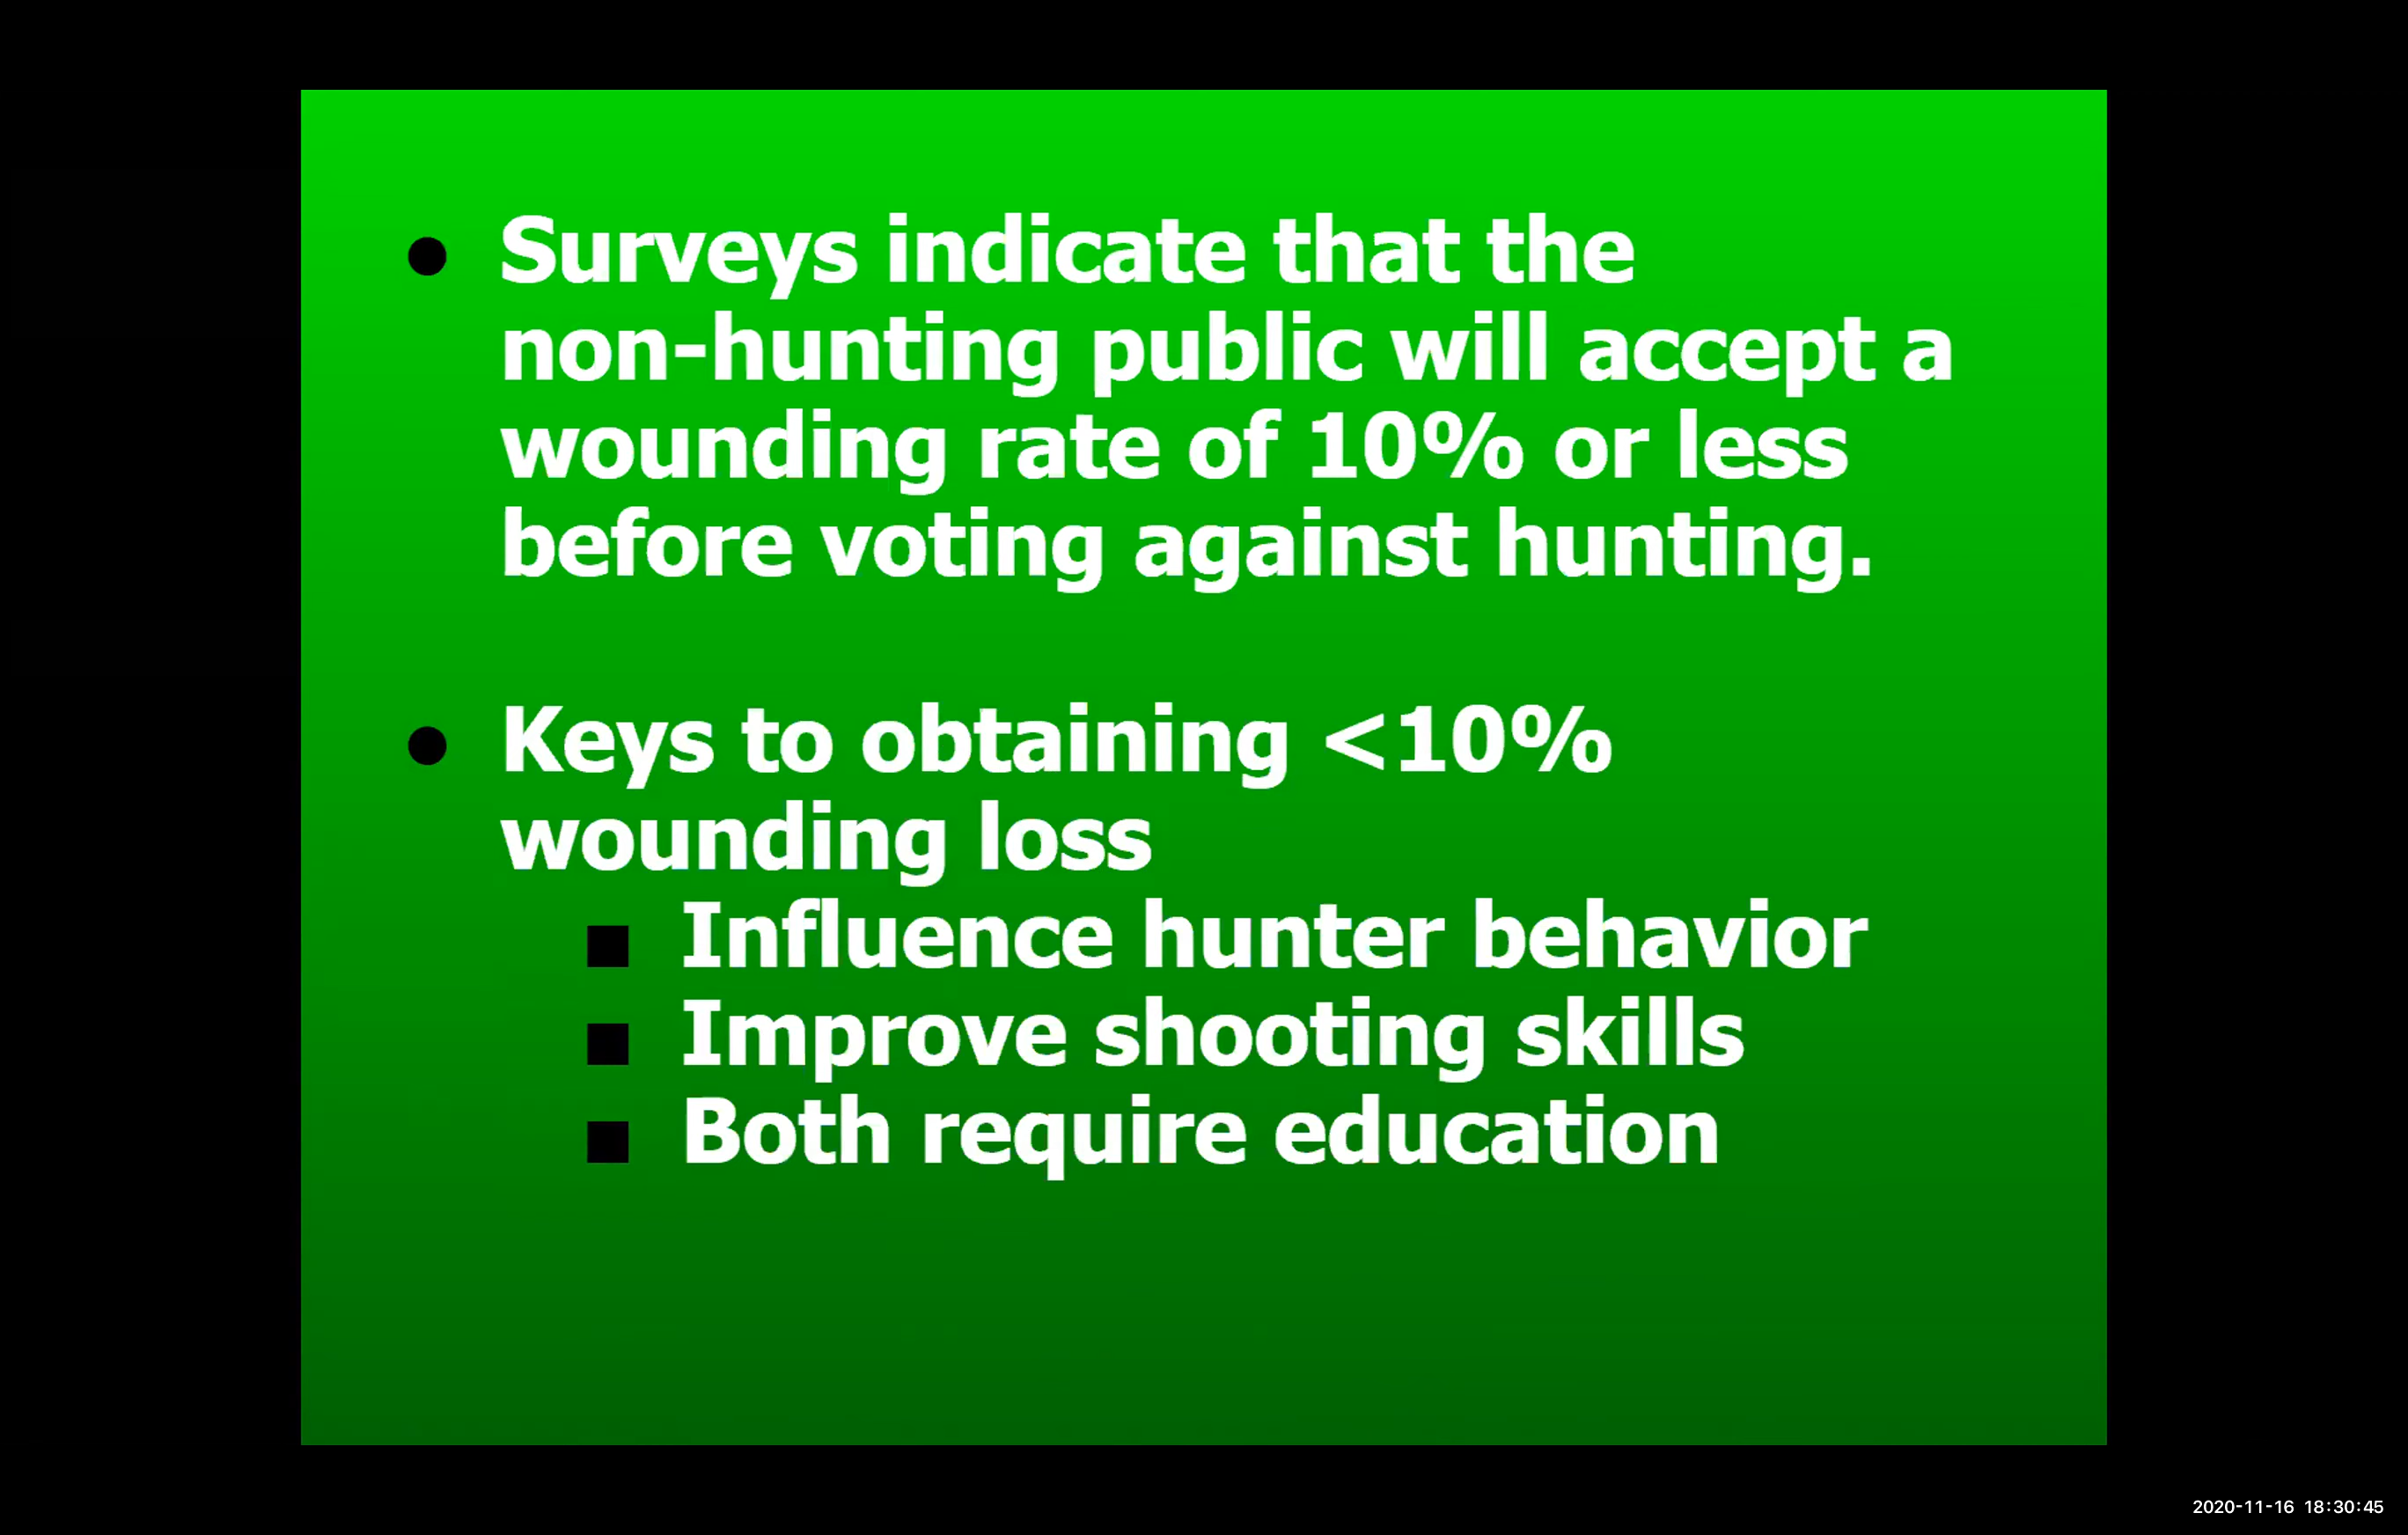 ● Surveys indicate that the
non-hunting public will accept a
wounding rate of 10% or less
before voting against hunting.
● Keys to obtaining <10%
wounding loss
■ Influence hunter behavior
■ Improve shooting skills
■ Both require education
2020-11-16 18:30:45